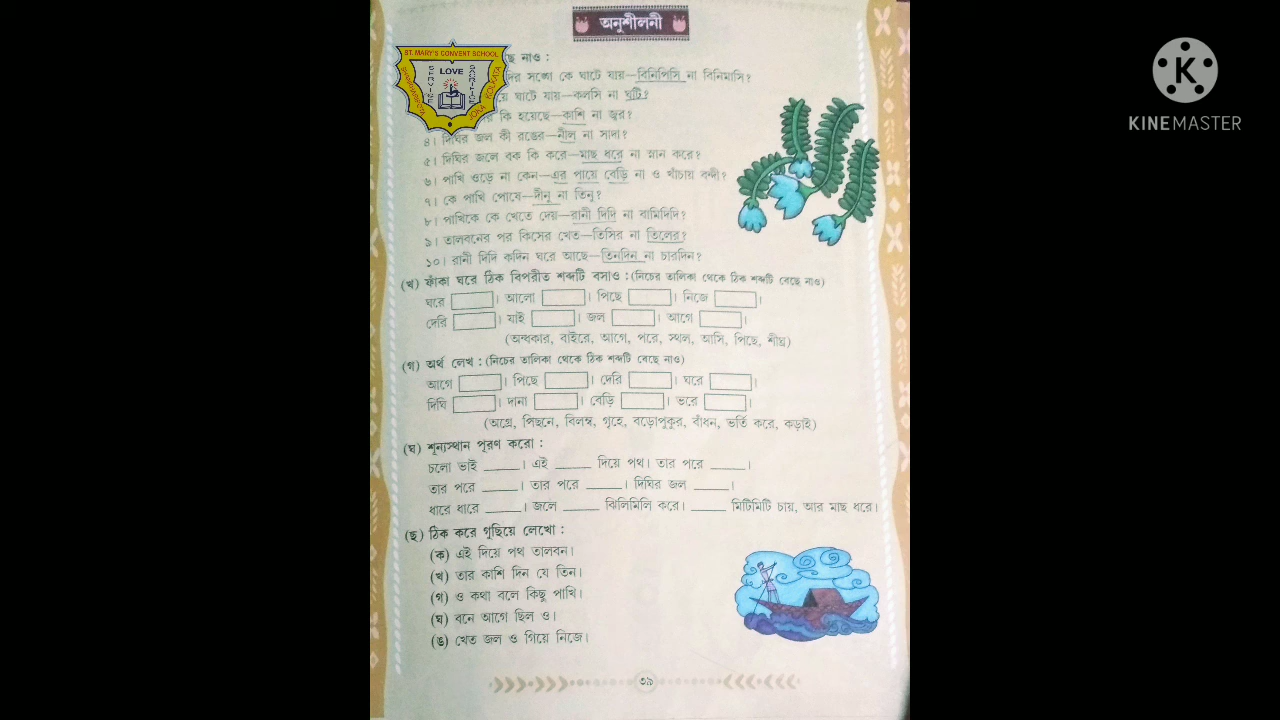 অনুশীলনী
ছে নাও :
দের সঙ্গে কে ঘাটে যায়—বিনিপিসি না বিনিমাসি?
য়ে ঘাটে যায়—কলসি না ঘটি?
কি হয়েছে—কাশি না জ্বর?
৪। দিঘির জল কী রঙের—নীল না সাদা?
৫। দিঘির জলে বক কি করে—মাছ ধরে না স্নান করে?
৬। পাখি ওড়ে না কেন—এর পায়ে বেড়ি না ও খাঁচায় বন্দী?
৭। কে পাখি পোষে—দীনু না তিনু?
৮। পাখিকে কে খেতে দেয়—রানী দিদি না বামিদিদি?
৯। তালবনের পর কিসের খেত—তিসির না তিলের?
১০। রানী দিদি কদিন ঘরে আছে—তিনদিন না চারদিন?
(খ) ফাঁকা ঘরে ঠিক বিপরীত শব্দটি বসাও : (নিচের তালিকা থেকে ঠিক শব্দটি বেছে নাও)
ঘরে । আলো । পিছে । নিজে ।
দেরি । যাই । জল । আগে ।
(অন্ধকার, বাইরে, আগে, পরে, স্থল, আসি, পিছে, শীঘ্র)
(গ) অর্থ লেখ : (নিচের তালিকা থেকে ঠিক শব্দটি বেছে নাও)
আগে । পিছে । দেরি । ঘরে ।
দিঘি । দানা । বেড়ি । ভরে ।
(অগ্রে, পিছনে, বিলম্ব, গৃহে, বড়োপুকুর, বাঁধন, ভর্তি করে, কড়াই)
(ঘ) শূন্যস্থান পূরণ করো :
চলো ভাই _____। এই _____ দিয়ে পথ। তার পরে _____।
তার পরে _____। তার পরে _____। দিঘির জল _____।
ধারে ধারে _____। জলে _____ ঝিলিমিলি করে। _____ মিটিমিটি চায়, আর মাছ ধরে।
(ছ) ঠিক করে গুছিয়ে লেখো :
(ক) এই দিয়ে পথ তালবন।
(খ) তার কাশি দিন যে তিন।
(গ) ও কথা বলে কিছু পাখি।
(ঘ) বনে আগে ছিল ও।
(ঙ) খেত জল ও গিয়ে নিজে।
৩৯
ST. MARY'S CONVENT SCHOOL
LOVE
JOKA KOLKATA
K
KINEMASTER